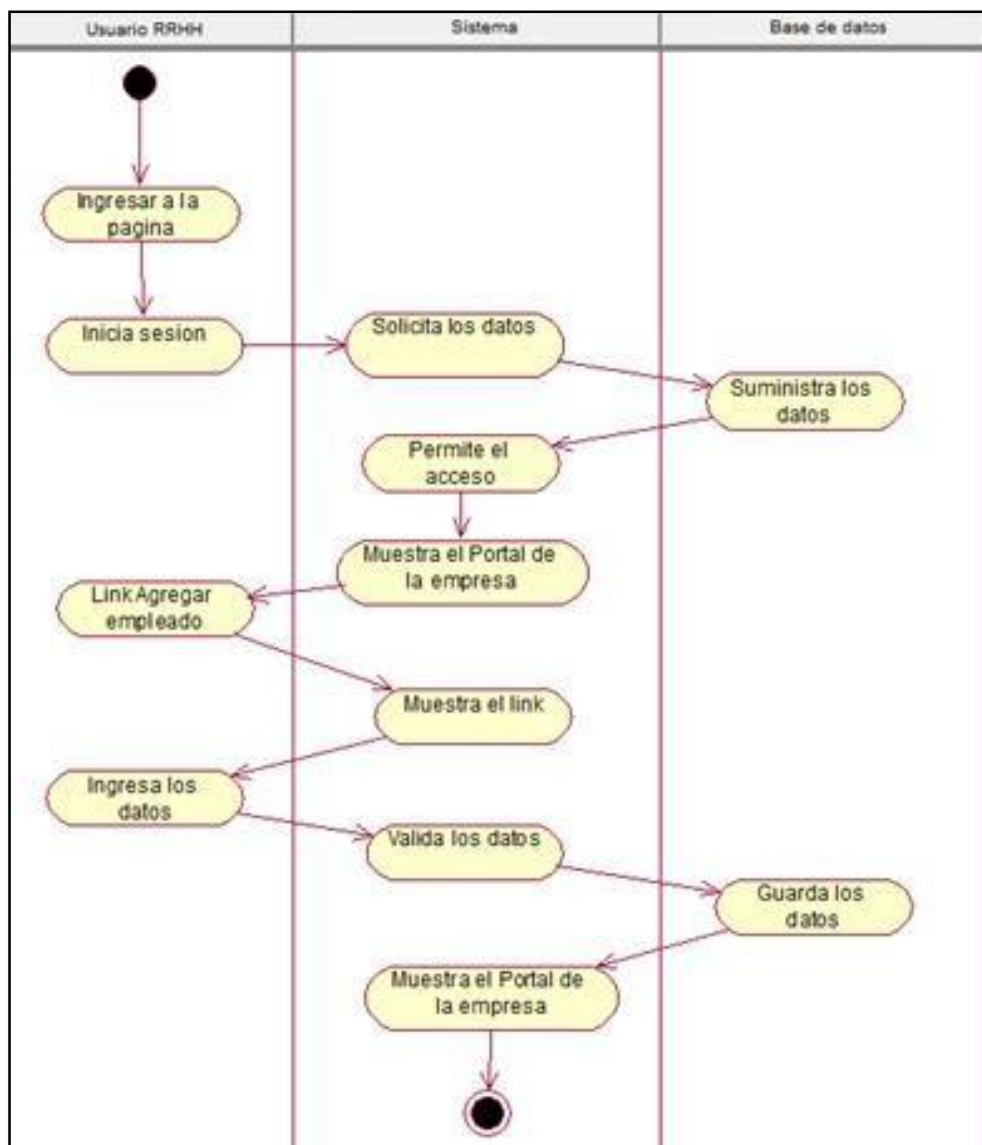 Usuario RRHH
Sistema
Base de datos
Ingresar a la
pagina
Inicia sesion
Solicita los datos
Suministra los
datos
Permite el
acceso
Muestra el Portal de
la empresa
Link Agregar
empleado
Muestra el link
Ingresa los
datos
Valida los datos
Guarda los
datos
Muestra el Portal de
la empresa